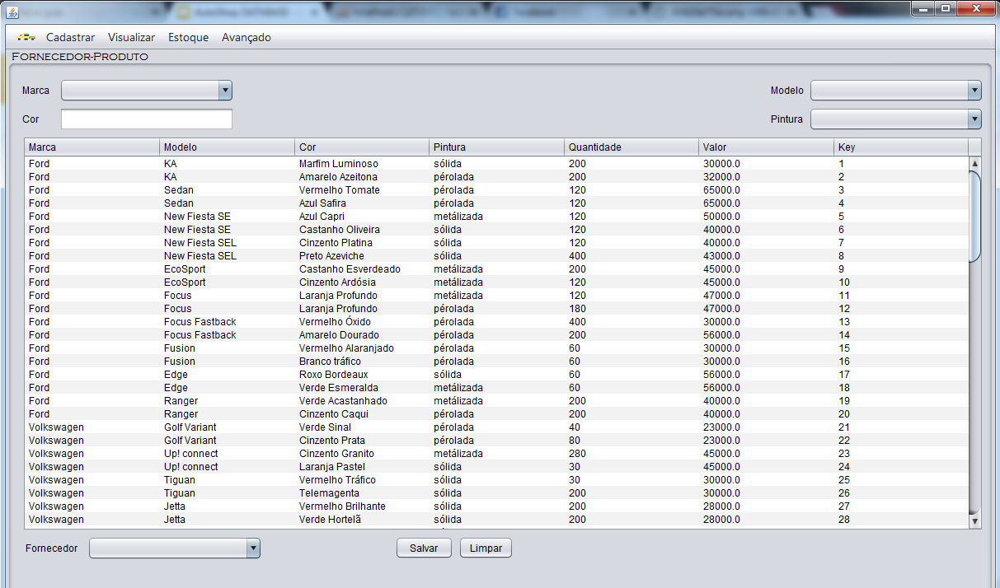 Cadastrar Visualizar Estoque Avançado
FORNECEDOR-PRODUTO
Marca Modelo
Cor Pintura
Marca Modelo Cor Pintura Quantidade Valor Key
Ford KA Marfim Luminoso sólida 200 30000.0 1
Ford KA Amarelo Azeitona pérolada 200 32000.0 2
Ford Sedan Vermelho Tomate pérolada 120 65000.0 3
Ford Sedan Azul Safira pérolada 120 65000.0 4
Ford New Fiesta SE Azul Capri metálizada 120 50000.0 5
Ford New Fiesta SE Castanho Oliveira sólida 120 40000.0 6
Ford New Fiesta SEL Cinzento Platina sólida 120 40000.0 7
Ford New Fiesta SEL Preto Azeviche sólida 400 43000.0 8
Ford EcoSport Castanho Esverdeado metálizada 200 45000.0 9
Ford EcoSport Cinzento Ardósia metálizada 120 45000.0 10
Ford Focus Laranja Profundo metálizada 120 47000.0 11
Ford Focus Laranja Profundo pérolada 180 47000.0 12
Ford Focus Fastback Vermelho Óxido pérolada 400 30000.0 13
Ford Focus Fastback Amarelo Dourado pérolada 200 56000.0 14
Ford Fusion Vermelho Alaranjado pérolada 60 30000.0 15
Ford Fusion Branco tráfico pérolada 60 30000.0 16
Ford Edge Roxo Bordeaux sólida 60 56000.0 17
Ford Edge Verde Esmeralda metálizada 60 56000.0 18
Ford Ranger Verde Acastanhado metálizada 200 40000.0 19
Ford Ranger Cinzento Caqui pérolada 200 40000.0 20
Volkswagen Golf Variant Verde Sinal pérolada 40 23000.0 21
Volkswagen Golf Variant Cinzento Prata pérolada 80 23000.0 22
Volkswagen Up! connect Cinzento Granito metálizada 280 45000.0 23
Volkswagen Up! connect Laranja Pastel sólida 30 45000.0 24
Volkswagen Tiguan Vermelho Tráfico sólida 30 30000.0 25
Volkswagen Tiguan Telemagenta sólida 200 30000.0 26
Volkswagen Jetta Vermelho Brilhante sólida 200 28000.0 27
Volkswagen Jetta Verde Hortelã sólida 200 28000.0 28
Fornecedor Salvar Limpar